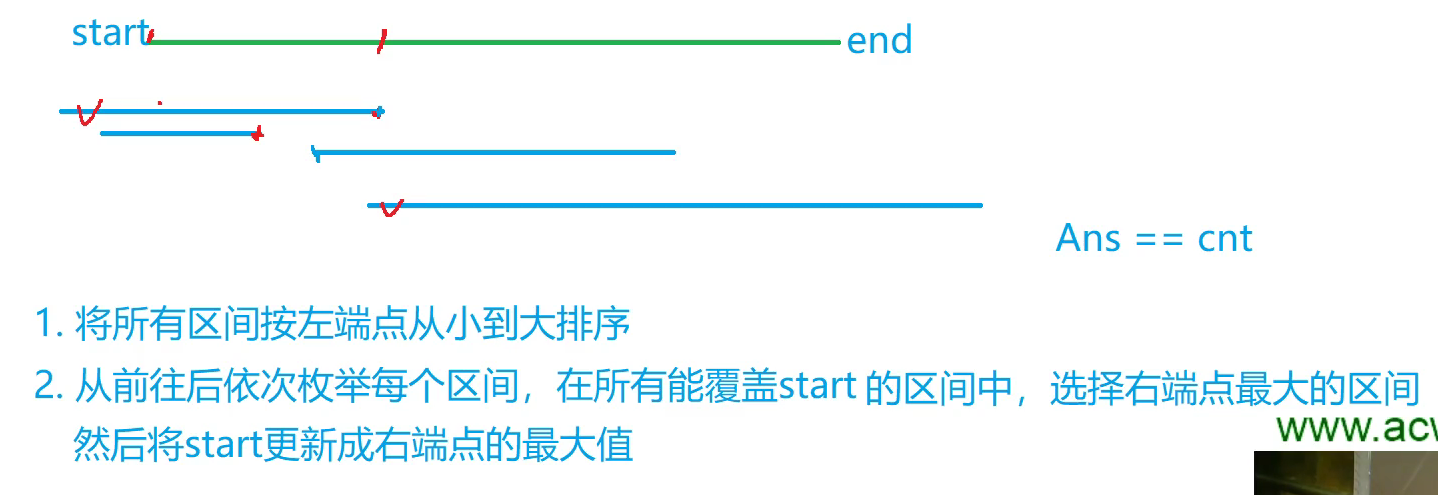 start
end
Ans == cnt
1. 将所有区间按左端点从小到大排序
2. 从前往后依次枚举每个区间，在所有能覆盖start 的区间中，选择右端点最大的区间
然后将start更新成右端点的最大值
www.acw